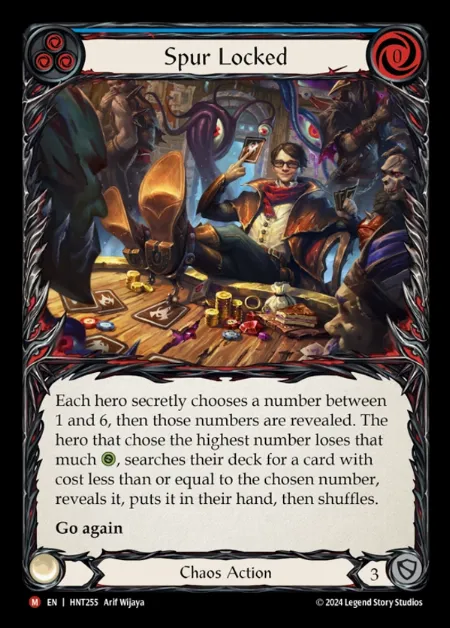 Spur Locked
0
Each hero secretly chooses a number between
1 and 6, then those numbers are revealed. The
hero that chose the highest number loses that
much, searches their deck for a card with
cost less than or equal to the chosen number,
reveals it, puts it in their hand, then shuffles.
Go again
Chaos Action
3
M EN | HNT255 Arif Wijaya
© 2024 Legend Story Studios